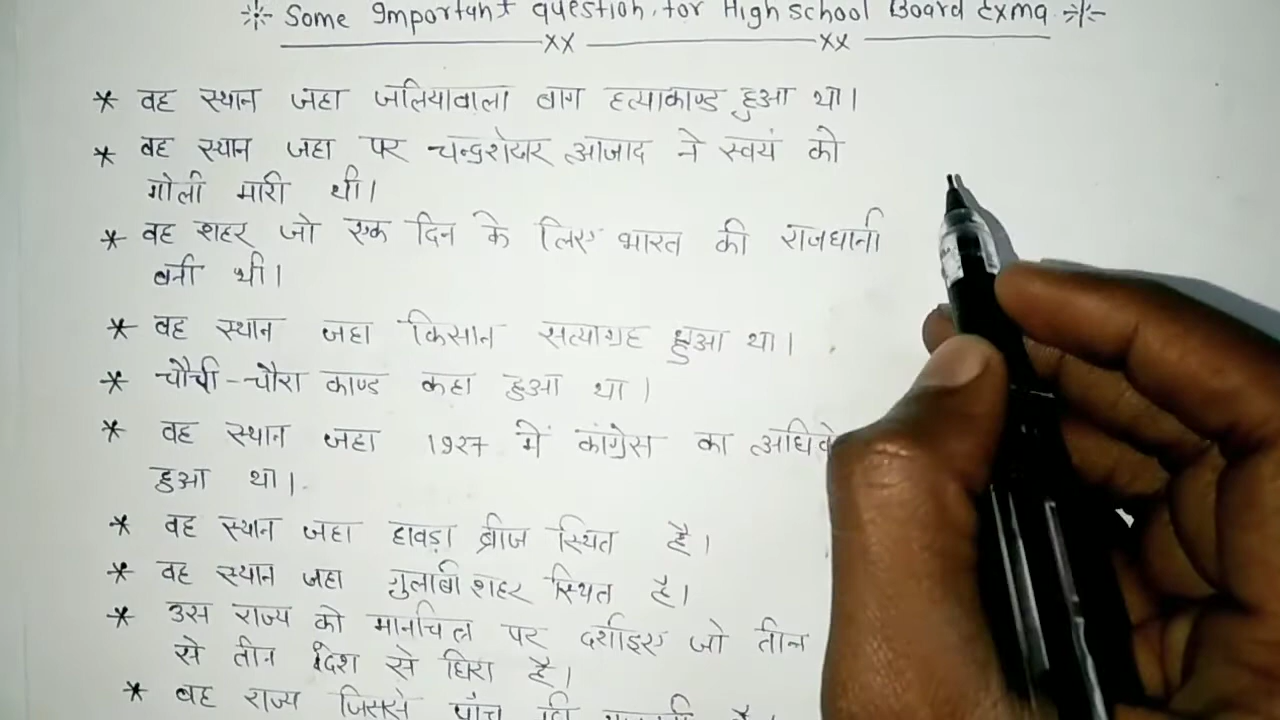 Some Important question for High school Board Exma
xx xx
* वह स्थान जहा जलियावाला बाग हत्याकाण्ड हुआ था।
* वह स्थान जहा पर चन्द्रशेखर आजाद ने स्वयं को
गोली मारी थी।
* वह शहर जो एक दिन के लिए भारत की राजधानी
बनी थी।
* वह स्थान जहा किसान सत्याग्रह हुआ था।
* चौची-चौरा काण्ड कहा हुआ था।
* वह स्थान जहा 1927 में कांग्रेस का
हुआ था।
* वह स्थान जहा हावड़ा ब्रीज स्थित है।
* वह स्थान जहा गुलाबी शहर स्थित है।
* उस राज्य को मानचित्र पर दर्शाइए जो तीन
से तीन दिश से घिरा है।
* वह राज्य जिससे पाँच की